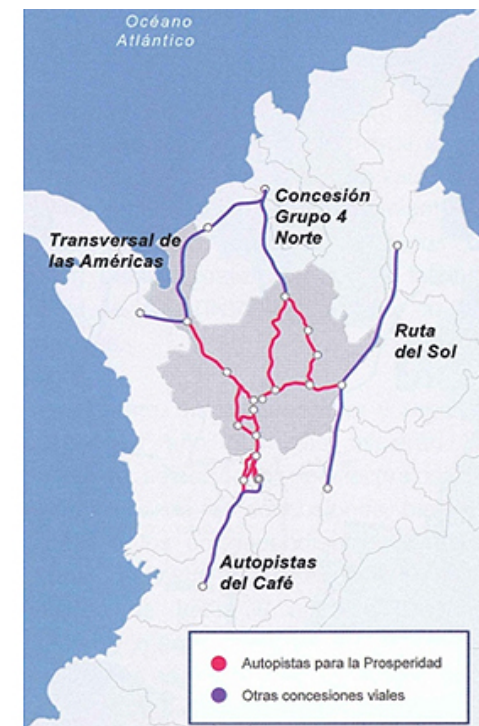 Océano
Atlántico
Concesión
Grupo 4
Norte
Transversal de
las Américas
Ruta
del Sol
Autopistas
del Café
Autopistas para la Prosperidad
Otras concesiones viales